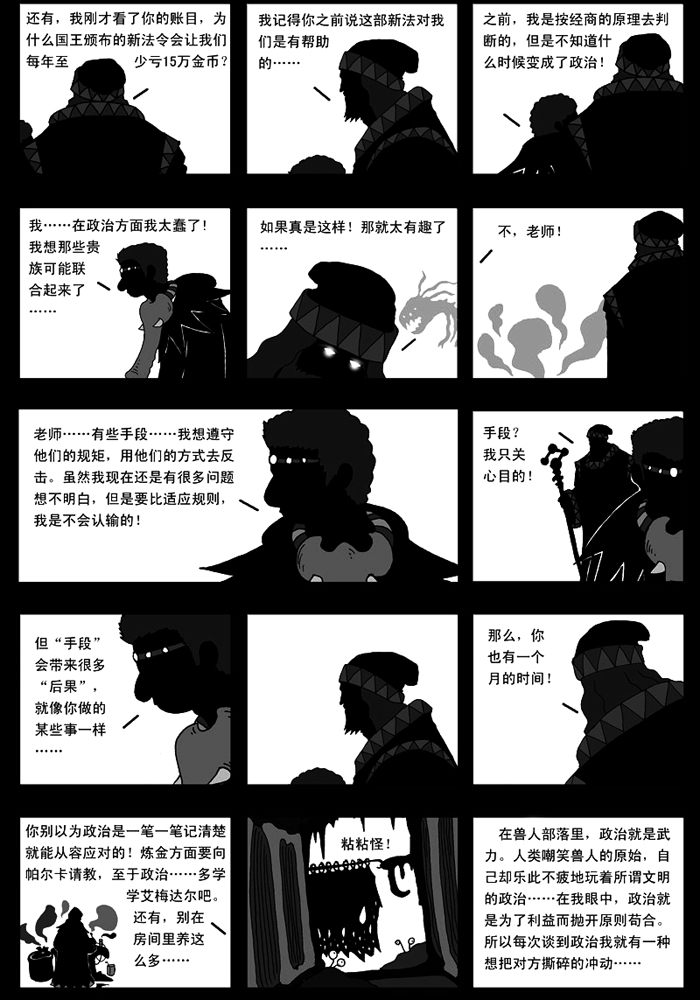 还有，我刚才看了你的账目，为
什么国王颁布的新法令会让我们
每年至少亏15万金币？
我记得你之前说这部新法对我
们是有帮助
的……
之前，我是按经商的原理去判
断的，但是不知道什
么时候变成了政治！
我……在政治方面我太蠢了！
我想那些贵
族可能联
合起来了
……
如果真是这样！那就太有趣了
……
不，老师！
老师……有些手段……我想遵守
他们的规矩，用他们的方式去反
击。虽然我现在还是有很多问题
想不明白，但是要比适应规则，
我是不会认输的！
手段？
我只关
心目的！
但“手段”
会带来很多
“后果”，
就像你做的
某些事一样
……
那么，你
也有一个
月的时间！
你别以为政治是一笔一笔记清楚
就能从容应对的！炼金方面要向
帕尔卡请教，至于政治……多学
学艾梅达尔吧。
还有，别在
房间里养这
么多……
粘粘怪！
在兽人部落里，政治就是武
力。人类嘲笑兽人的原始，自
己却乐此不疲地玩着所谓文明
的政治……在我眼中，政治就
是为了利益而抛开原则苟合。
所以每次谈到政治我就有一种
想把对方撕碎的冲动……